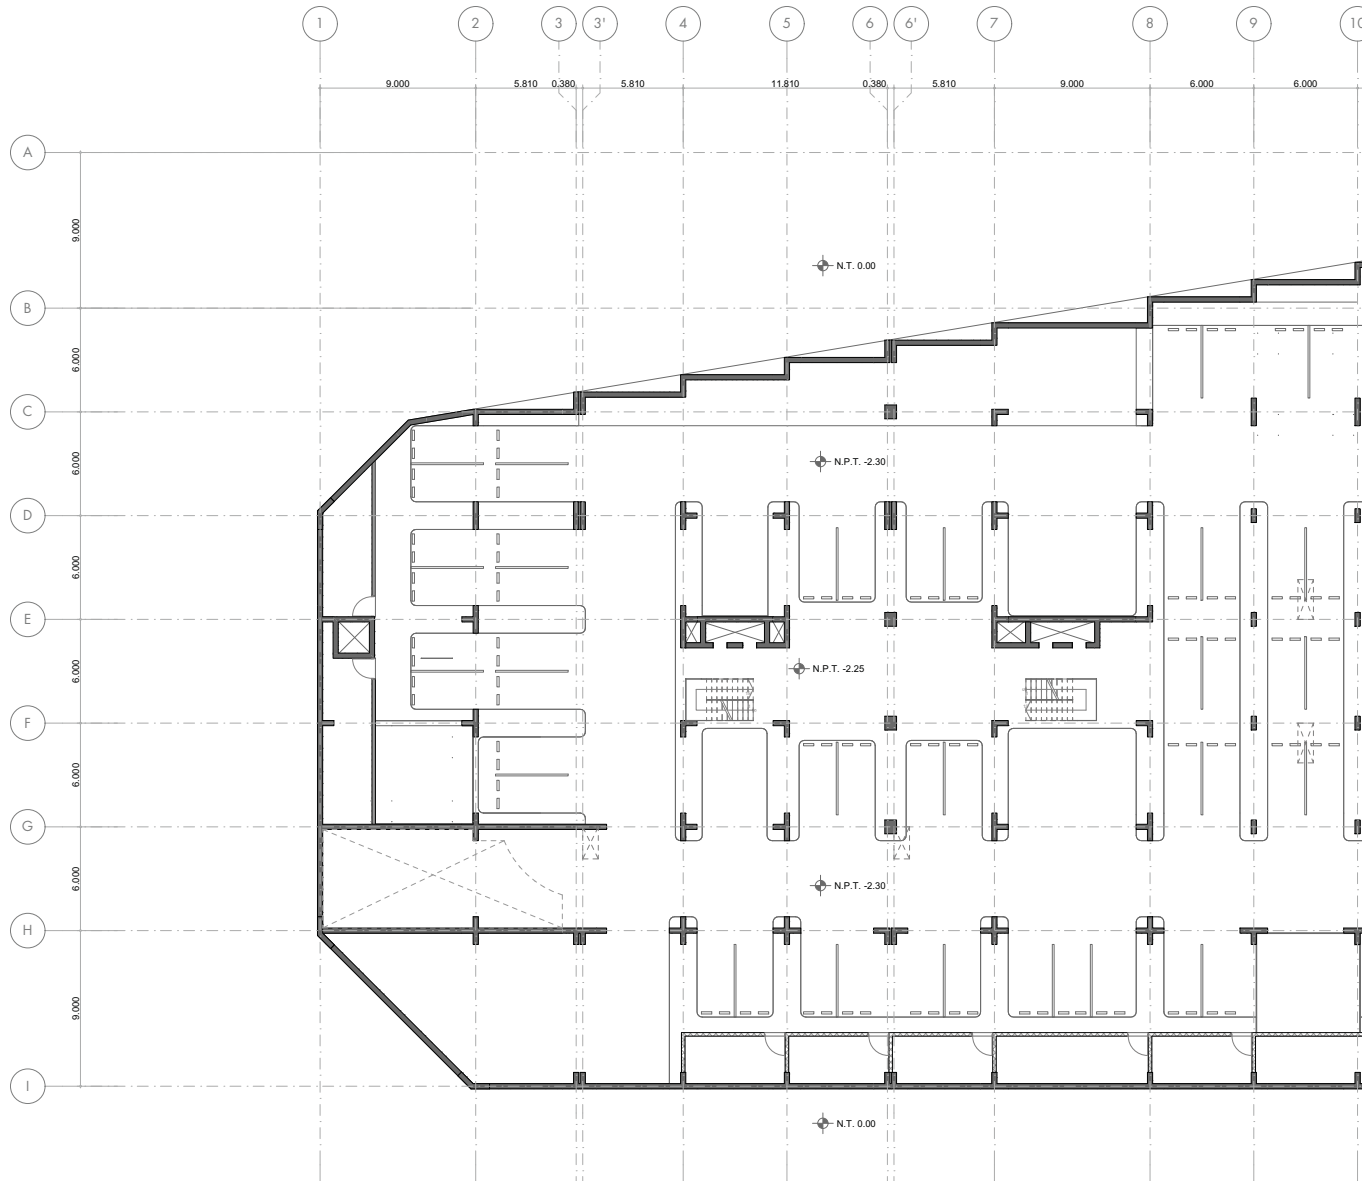 1 2 3 3' 4 5 6 6' 7 8 9 10
9.000 5.810 0.380 5.810 11.810 0.380 5.810 9.000 6.000 6.000
A
9.000
N.T. 0.00
B
6.000
C
6.000
N.P.T. -2.30
D
6.000
E
6.000
N.P.T. -2.25
F
6.000
G
6.000
N.P.T. -2.30
H
9.000
I
N.T. 0.00